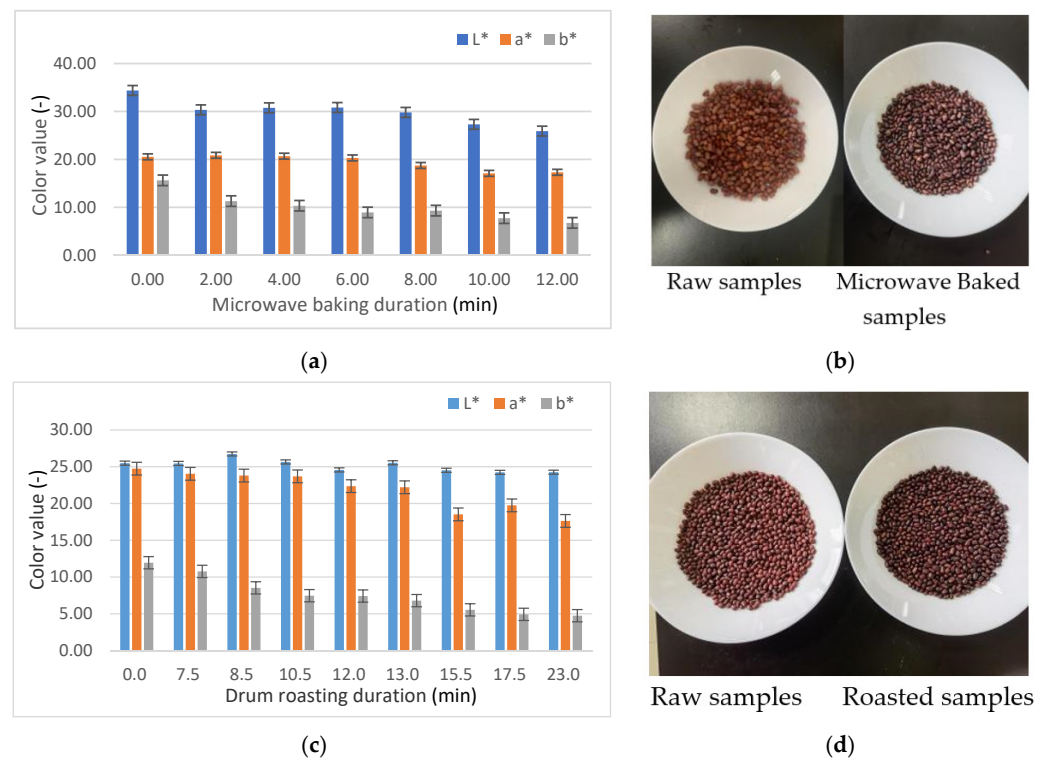 L* a* b*
40.00
30.00
20.00
10.00
0.00
Color value (-)
0.00 2.00 4.00 6.00 8.00 10.00 12.00
Microwave baking duration (min)
(a)
Raw samples
Microwave Baked
samples
(b)
L* a* b*
30.00
25.00
20.00
15.00
10.00
5.00
0.00
Color value (-)
0.0 7.5 8.5 10.5 12.0 13.0 15.5 17.5 23.0
Drum roasting duration (min)
(c)
Raw samples
Roasted samples
(d)